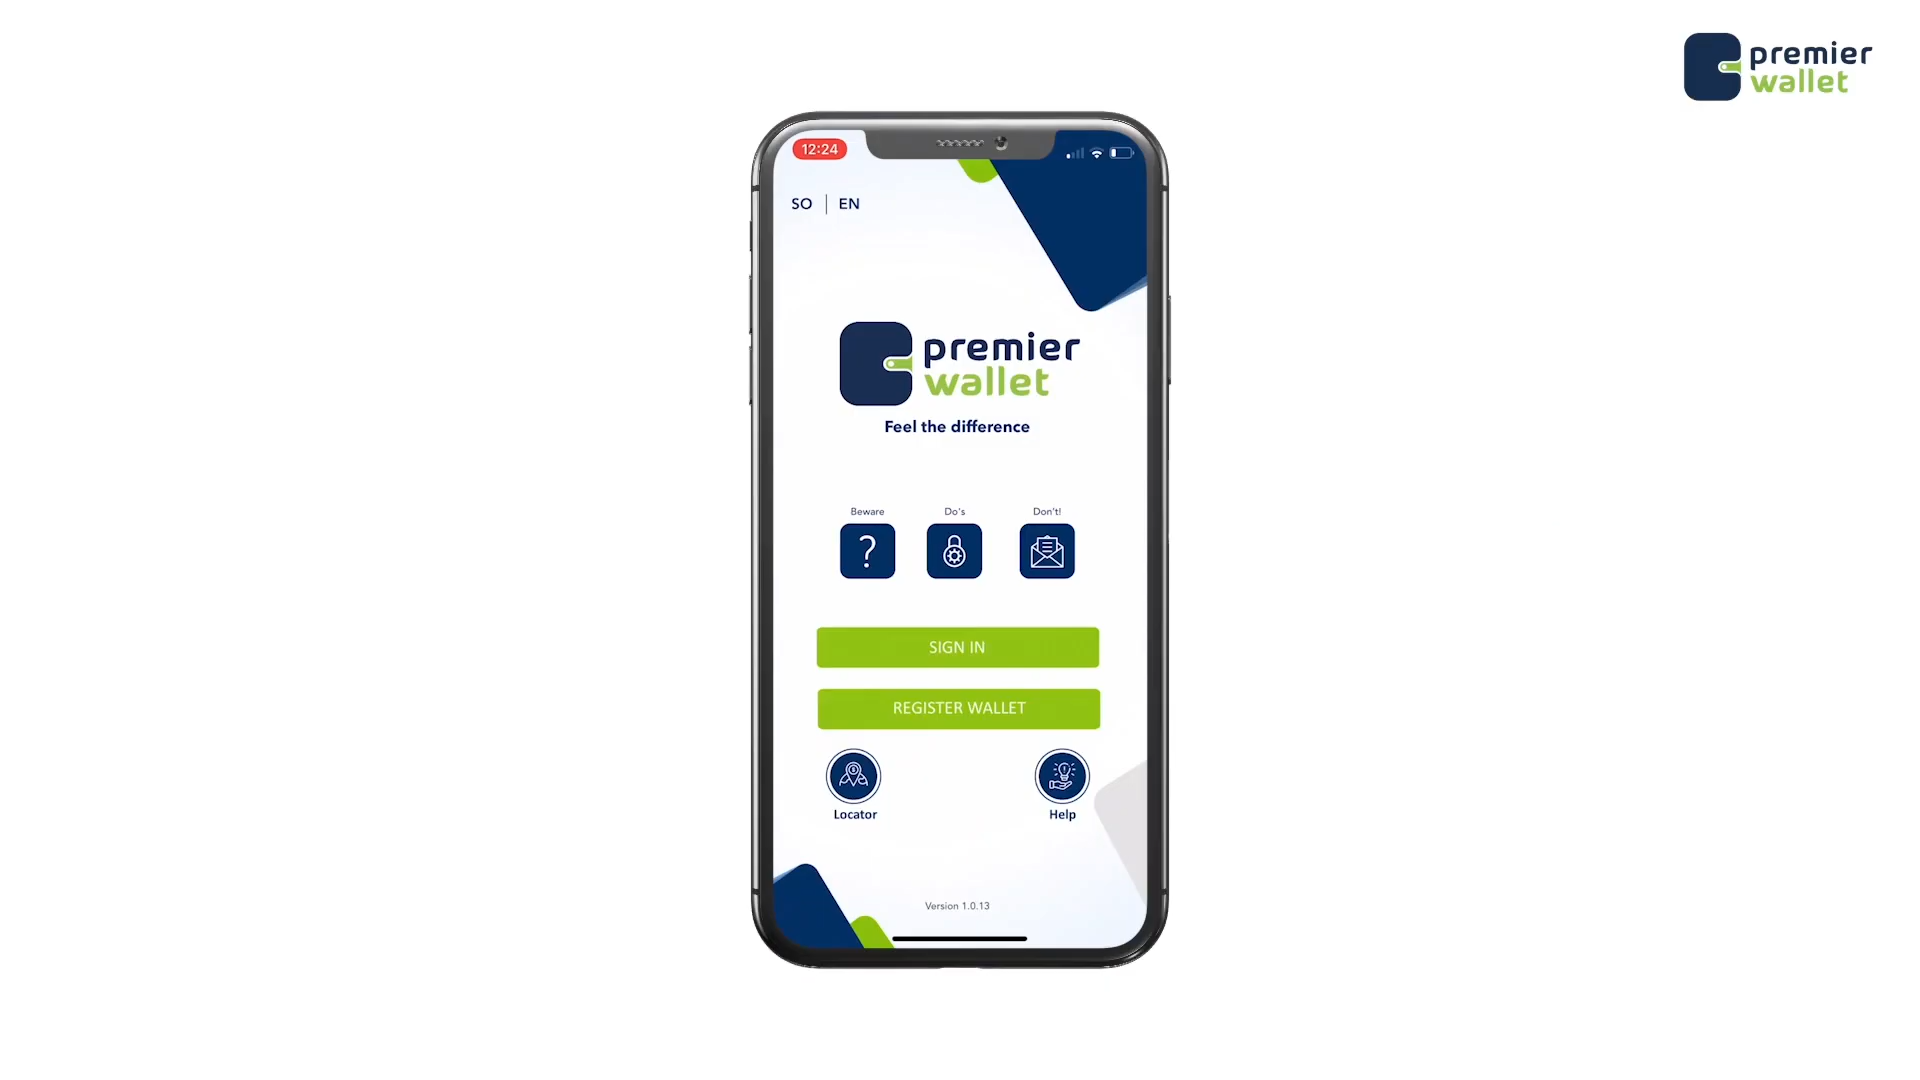 premier
wallet
12:24
SO | EN
premier
wallet
Feel the difference
Beware
Do's
Don't!
?
SIGN IN
REGISTER WALLET
Locator
Help
Version 1.0.13